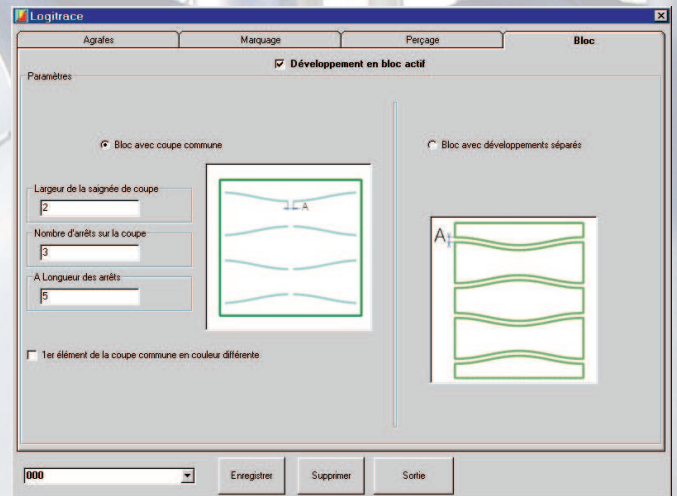 Logitrace
Agrafes Marquage Perçage Bloc
Développement en bloc actif
Paramètres
Bloc avec coupe commune
Bloc avec développements séparés
Largeur de la saignée de coupe
2
Nombre d'arrêts sur la coupe
3
A Longueur des arrêts
5
A
A
1er élément de la coupe commune en couleur différente
000
Enregistrer Supprimer Sortie